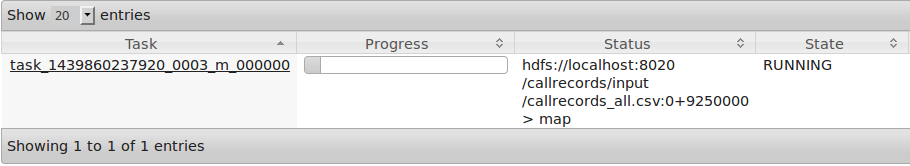 Show 20 entries
Task Progress Status State
task_1439860237920_0003_m_000000 hdfs://localhost:8020 RUNNING
/callrecords/input
/callrecords_all.csv:0+9250000
> map
Showing 1 to 1 of 1 entries